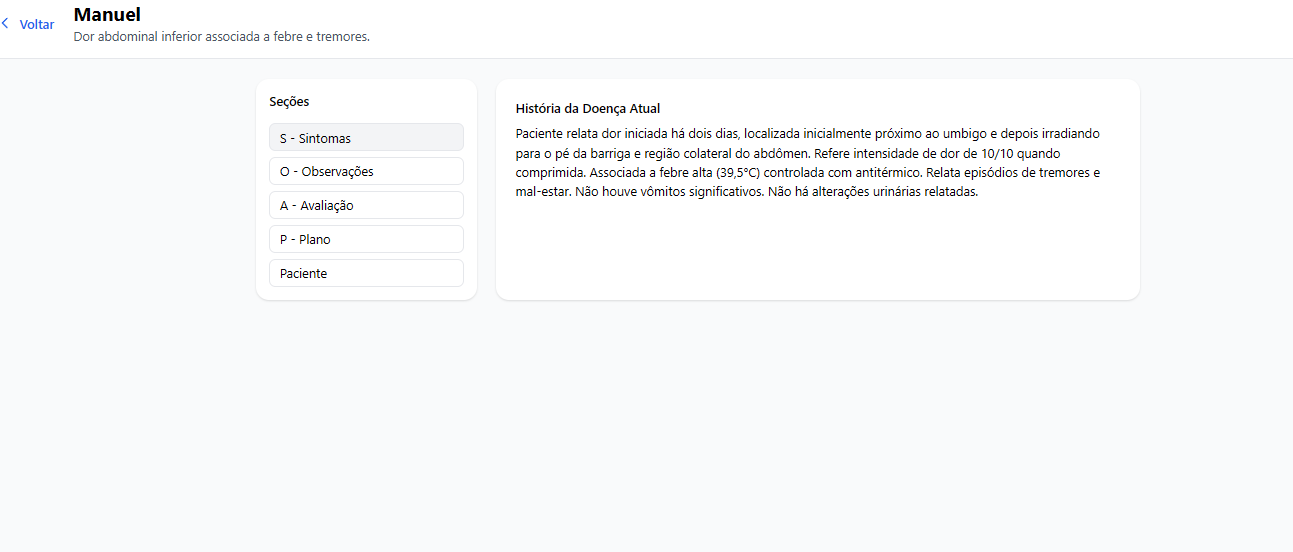 Voltar
Manuel
Dor abdominal inferior associada a febre e tremores.
Seções
S - Sintomas
O - Observações
A - Avaliação
P - Plano
Paciente
História da Doença Atual
Paciente relata dor iniciada há dois dias, localizada inicialmente próximo ao umbigo e depois irradiando
para o pé da barriga e região colateral do abdômen. Refere intensidade de dor de 10/10 quando
comprimida. Associada a febre alta (39,5°C) controlada com antitérmico. Relata episódios de tremores e
mal-estar. Não houve vômitos significativos. Não há alterações urinárias relatadas.